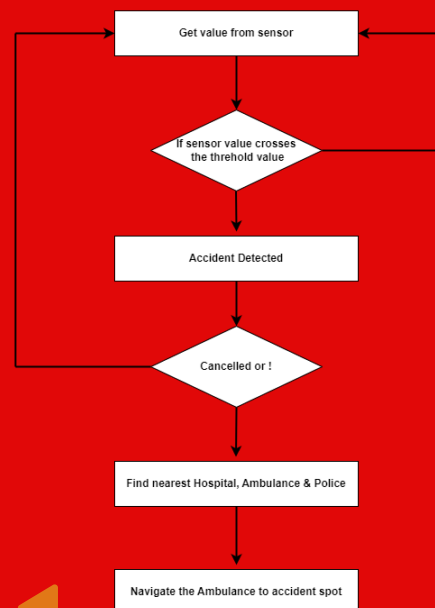 Get value from sensor
If sensor value crosses
the threhold value
Accident Detected
Cancelled or !
Find nearest Hospital, Ambulance & Police
Navigate the Ambulance to accident spot